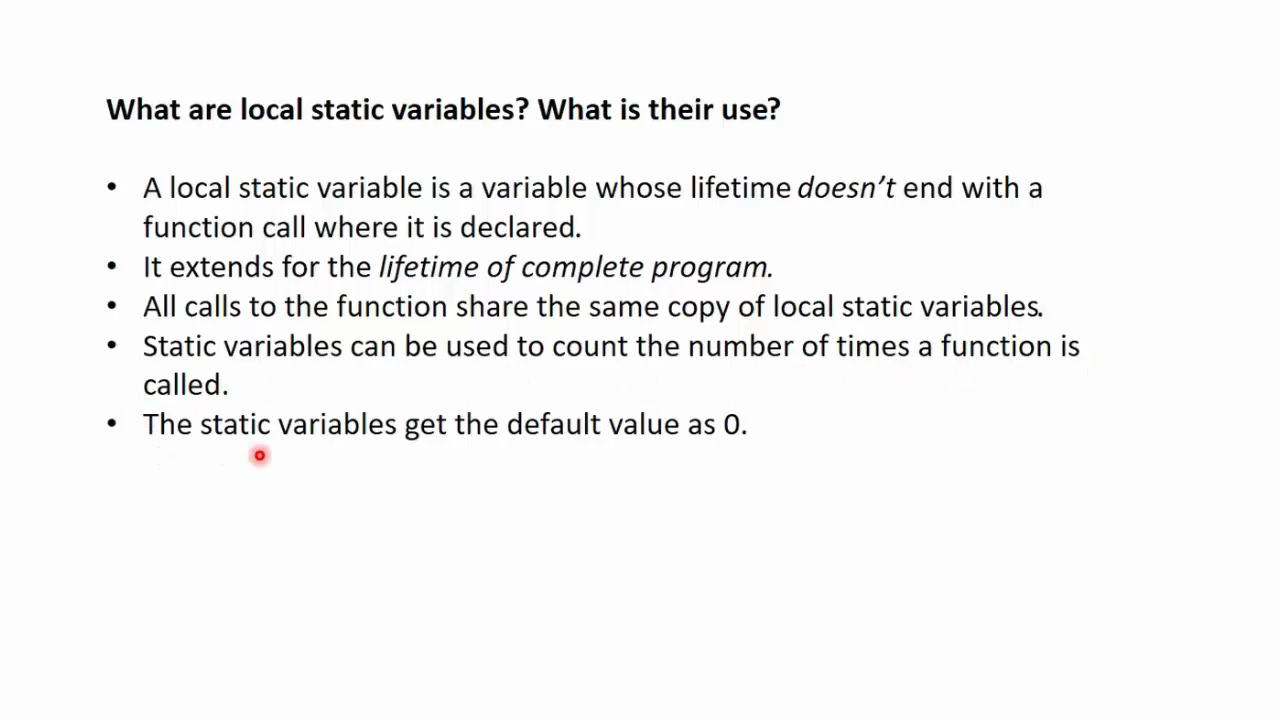 What are local static variables? What is their use?
• A local static variable is a variable whose lifetime doesn't end with a
function call where it is declared.
• It extends for the lifetime of complete program.
• All calls to the function share the same copy of local static variables.
• Static variables can be used to count the number of times a function is
called.
• The static variables get the default value as 0.